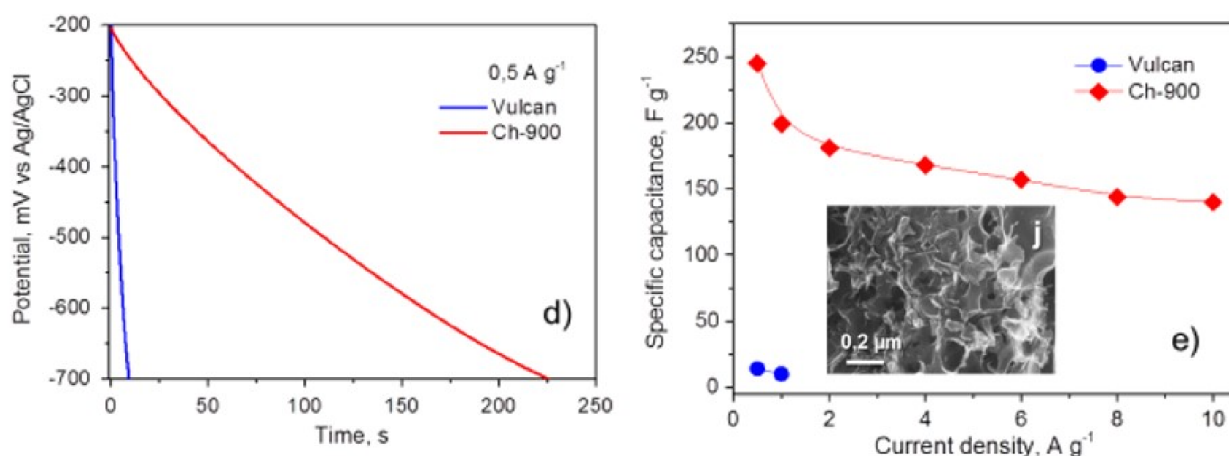 Potential, mV vs Ag/AgCl
-200
-300
-400
-500
-600
-700
0,5 A g⁻¹
Vulcan
Ch-900
d)
0 50 100 150 200 250
Time, s
Specific capacitance, F g⁻¹
250
200
150
100
50
0
Vulcan
Ch-900
j
0,2 µm
e)
0 2 4 6 8 10
Current density, A g⁻¹